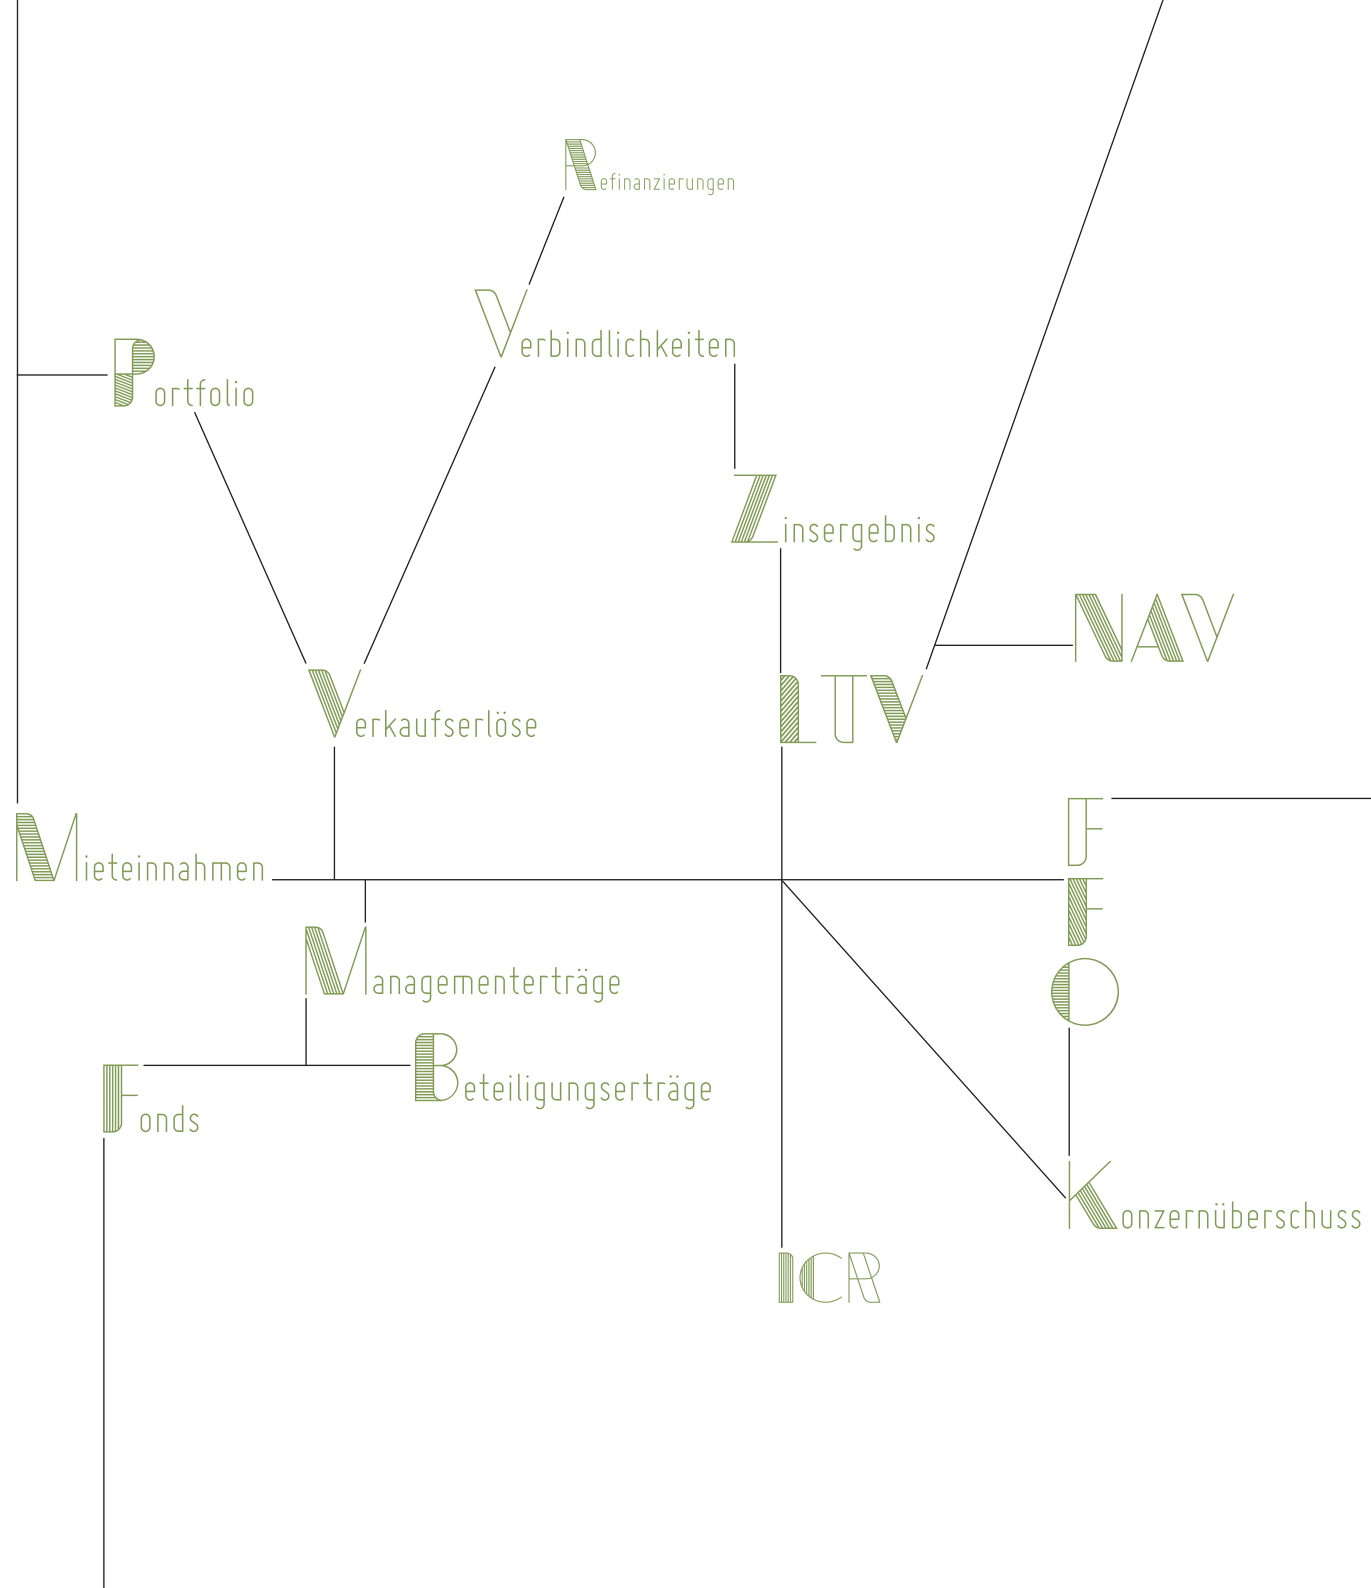 Refinanzierungen
Verbindlichkeiten
Portfolio
Zinsergebnis
NAV
Verkaufserlöse
LTV
Mieteinnahmen
FFO
Managementerträge
Beteiligungserträge
Fonds
Konzernüberschuss
ICR